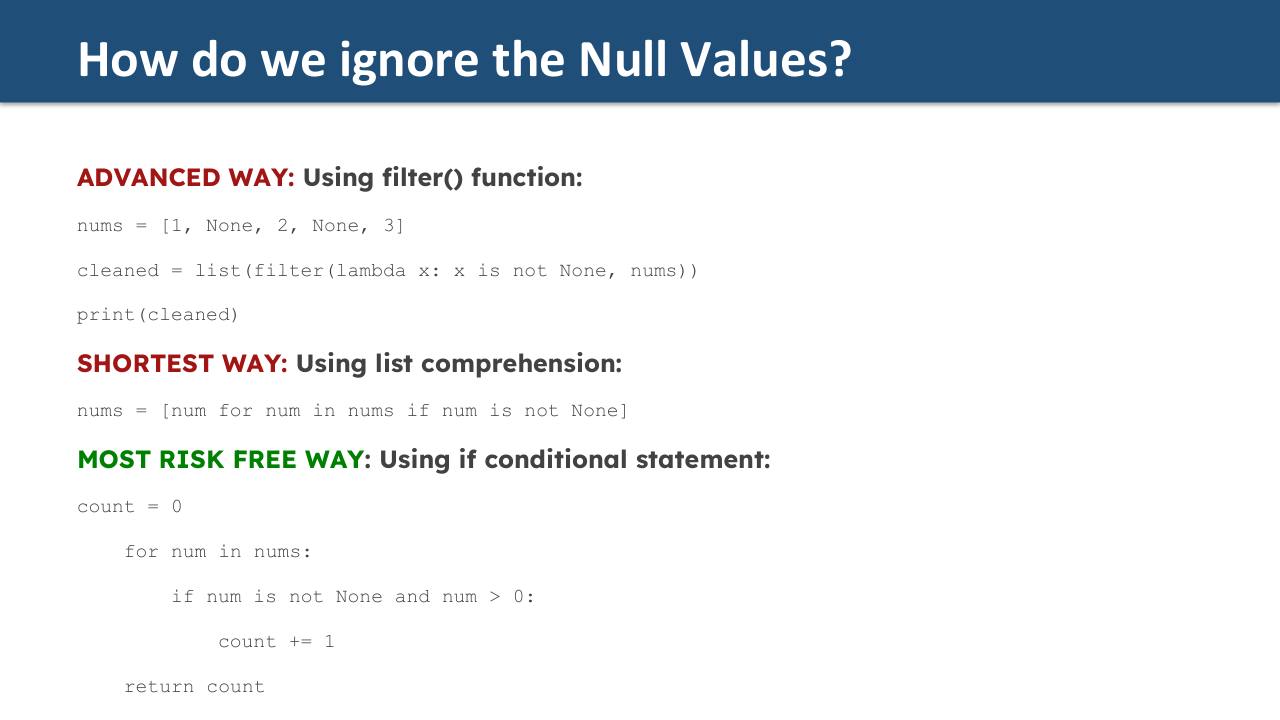 How do we ignore the Null Values?
ADVANCED WAY: Using filter() function:
nums = [1, None, 2, None, 3]
cleaned = list(filter(lambda x: x is not None, nums))
print(cleaned)
SHORTEST WAY: Using list comprehension:
nums = [num for num in nums if num is not None]
MOST RISK FREE WAY: Using if conditional statement:
count = 0
    for num in nums:
        if num is not None and num > 0:
            count += 1
    return count